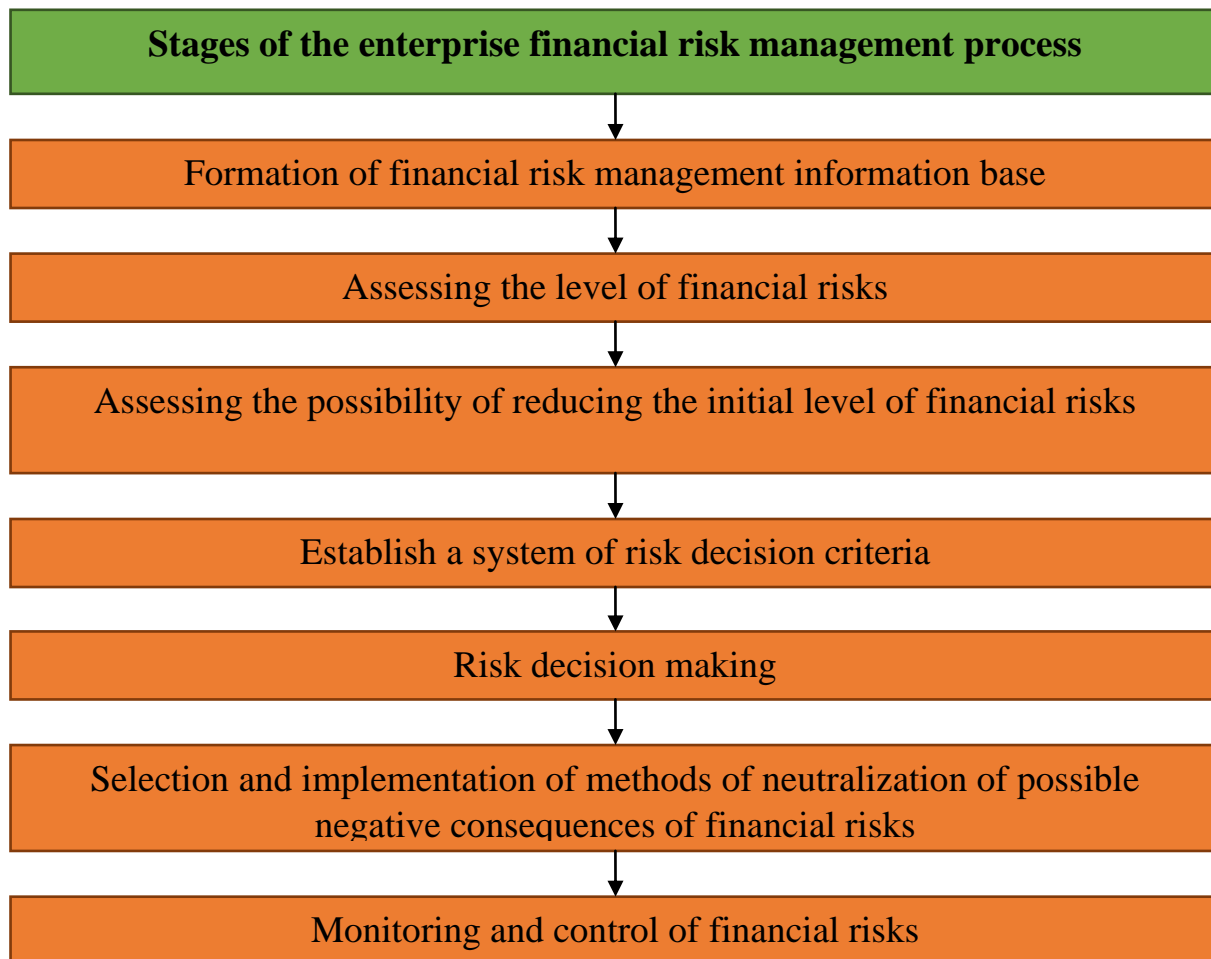 Stages of the enterprise financial risk management process
Formation of financial risk management information base
Assessing the level of financial risks
Assessing the possibility of reducing the initial level of financial risks
Establish a system of risk decision criteria
Risk decision making
Selection and implementation of methods of neutralization of possible
negative consequences of financial risks
Monitoring and control of financial risks